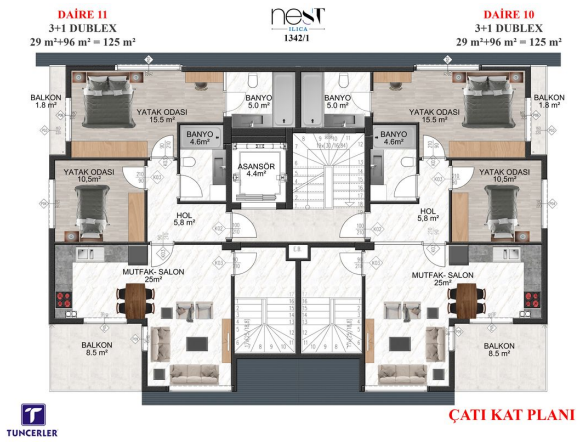 DAİRE 11
3+1 DUBLEX
29 m²+96 m² = 125 m²
nest
ILICA
1342/1
DAİRE 10
3+1 DUBLEX
29 m²+96 m² = 125 m²
BALKON
1.8 m²
YATAK ODASI
15.5 m²
BANYO
5.0 m²
BANYO
5.0 m²
YATAK ODASI
15.5 m²
BALKON
1.8 m²
BANYO
4.6m²
ASANSÖR
4.4m²
BANYO
4.6m²
YATAK ODASI
10,5m²
YATAK ODASI
10,5m²
HOL
5,8 m²
HOL
5,8 m²
MUTFAK- SALON
25m²
MUTFAK- SALON
25m²
BALKON
8.5 m²
BALKON
8.5 m²
ÇATI KAT PLANI
T
TUNCERLER